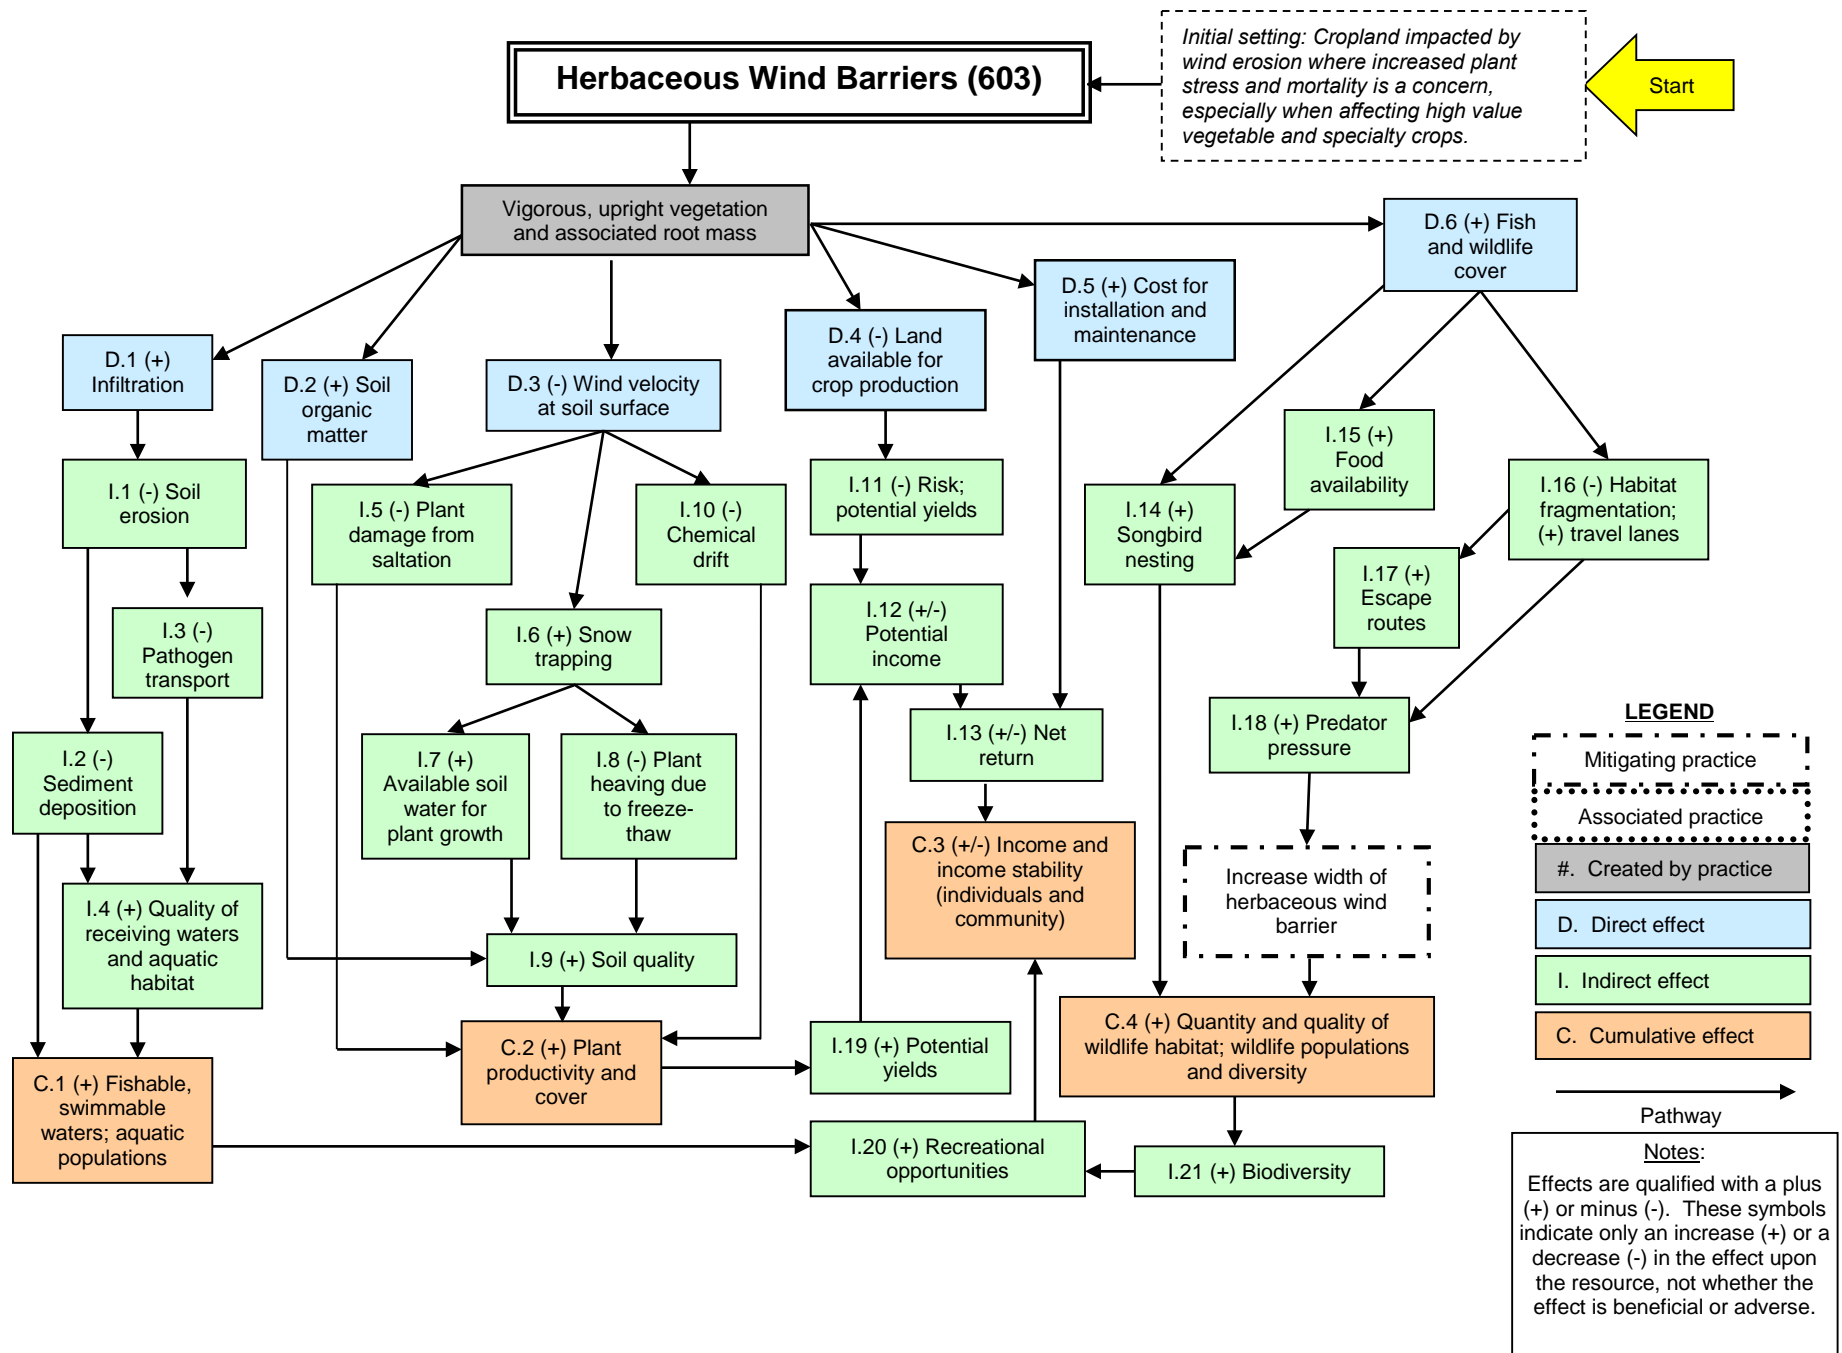 Initial setting: Cropland impacted by
wind erosion where increased plant
stress and mortality is a concern,
especially when affecting high value
vegetable and specialty crops.
Start
Herbaceous Wind Barriers (603)
Vigorous, upright vegetation
and associated root mass
D.6 (+) Fish
and wildlife
cover
D.5 (+) Cost for
installation and
maintenance
D.4 (-) Land
available for
crop production
D.1 (+)
Infiltration
D.2 (+) Soil
organic
matter
D.3 (-) Wind velocity
at soil surface
I.15 (+)
Food
availability
I.1 (-) Soil
erosion
I.5 (-) Plant
damage from
saltation
I.10 (-)
Chemical
drift
I.11 (-) Risk;
potential yields
I.14 (+)
Songbird
nesting
I.16 (-) Habitat
fragmentation;
(+) travel lanes
I.17 (+)
Escape
routes
I.3 (-)
Pathogen
transport
I.6 (+) Snow
trapping
I.12 (+/-)
Potential
income
I.18 (+) Predator
pressure
I.2 (-)
Sediment
deposition
I.7 (+)
Available soil
water for
plant growth
I.8 (-) Plant
heaving due
to freeze-
thaw
I.13 (+/-) Net
return
C.3 (+/-) Income and
income stability
(individuals and
community)
Increase width of
herbaceous wind
barrier
I.4 (+) Quality of
receiving waters
and aquatic
habitat
I.9 (+) Soil quality
C.4 (+) Quantity and quality of
wildlife habitat; wildlife populations
and diversity
C.1 (+) Fishable,
swimmable
waters; aquatic
populations
C.2 (+) Plant
productivity and
cover
I.19 (+) Potential
yields
I.20 (+) Recreational
opportunities
I.21 (+) Biodiversity
LEGEND
Mitigating practice
Associated practice
#. Created by practice
D. Direct effect
I. Indirect effect
C. Cumulative effect
Pathway
Notes:
Effects are qualified with a plus
(+) or minus (-). These symbols
indicate only an increase (+) or a
decrease (-) in the effect upon
the resource, not whether the
effect is beneficial or adverse.